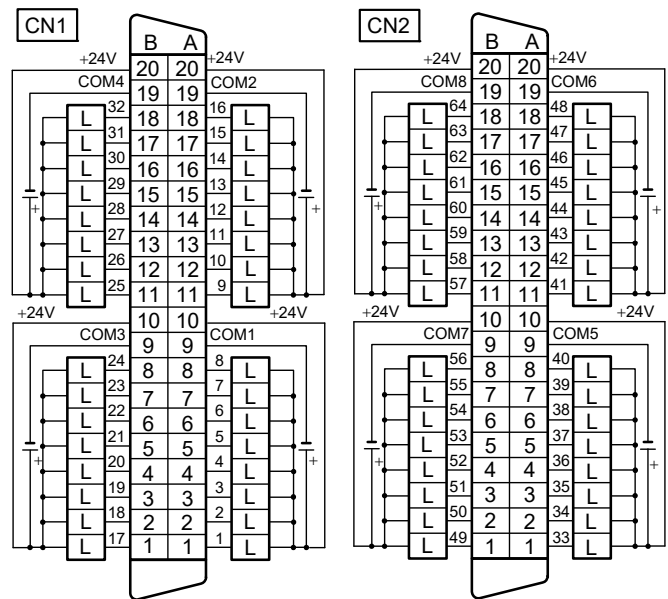 CN1
B A
+24V 20 20 +24V
COM4 19 19 COM2
L 32 18 18 16 L
L 31 17 17 15 L
L 30 16 16 14 L
L 29 15 15 13 L
+ L 28 14 14 12 L +
L 27 13 13 11 L
L 26 12 12 10 L
L 25 11 11 9 L
+24V 10 10 +24V
COM3 9 9 COM1
L 24 8 8 8 L
L 23 7 7 7 L
L 22 6 6 6 L
L 21 5 5 5 L
+ L 20 4 4 4 L +
L 19 3 3 3 L
L 18 2 2 2 L
L 17 1 1 1 L
CN2
B A
+24V 20 20 +24V
COM8 19 19 COM6
L 64 18 18 48 L
L 63 17 17 47 L
L 62 16 16 46 L
L 61 15 15 45 L
+ L 60 14 14 44 L +
L 59 13 13 43 L
L 58 12 12 42 L
L 57 11 11 41 L
+24V 10 10 +24V
COM7 9 9 COM5
L 56 8 8 40 L
L 55 7 7 39 L
L 54 6 6 38 L
L 53 5 5 37 L
+ L 52 4 4 36 L +
L 51 3 3 35 L
L 50 2 2 34 L
L 49 1 1 33 L